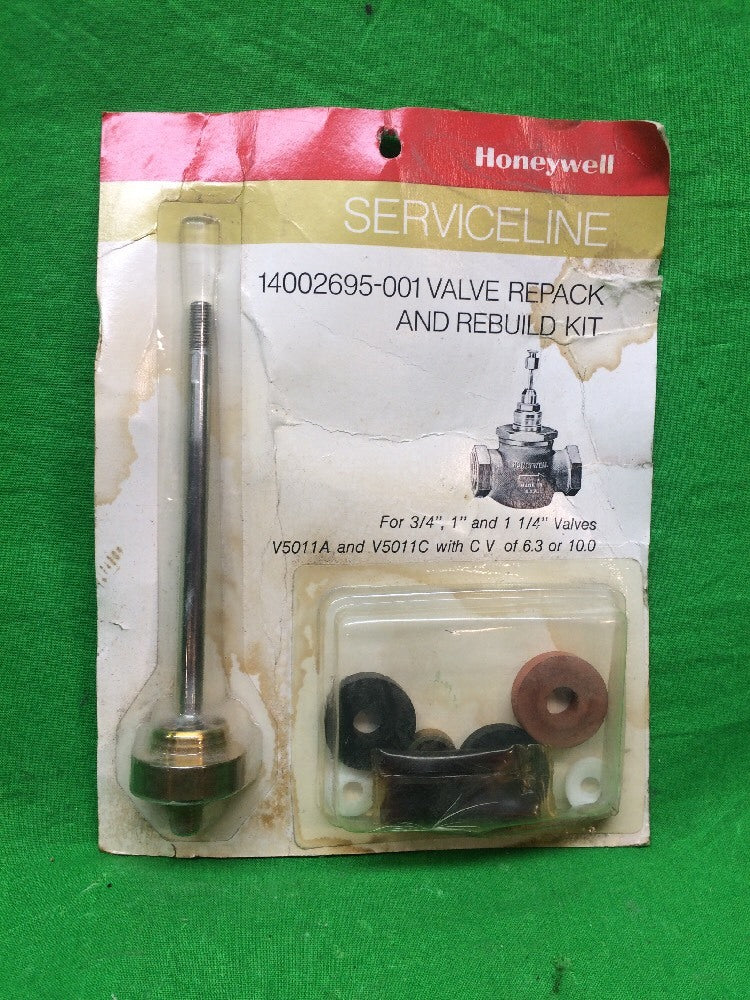 Honeywell
SERVICELINE
14002695-001 VALVE REPACK
AND REBUILD KIT
HONEYWELL
For 3/4", 1" and 1 1/4" Valves
V5011A and V5011C with C V of 6.3 or 10.0